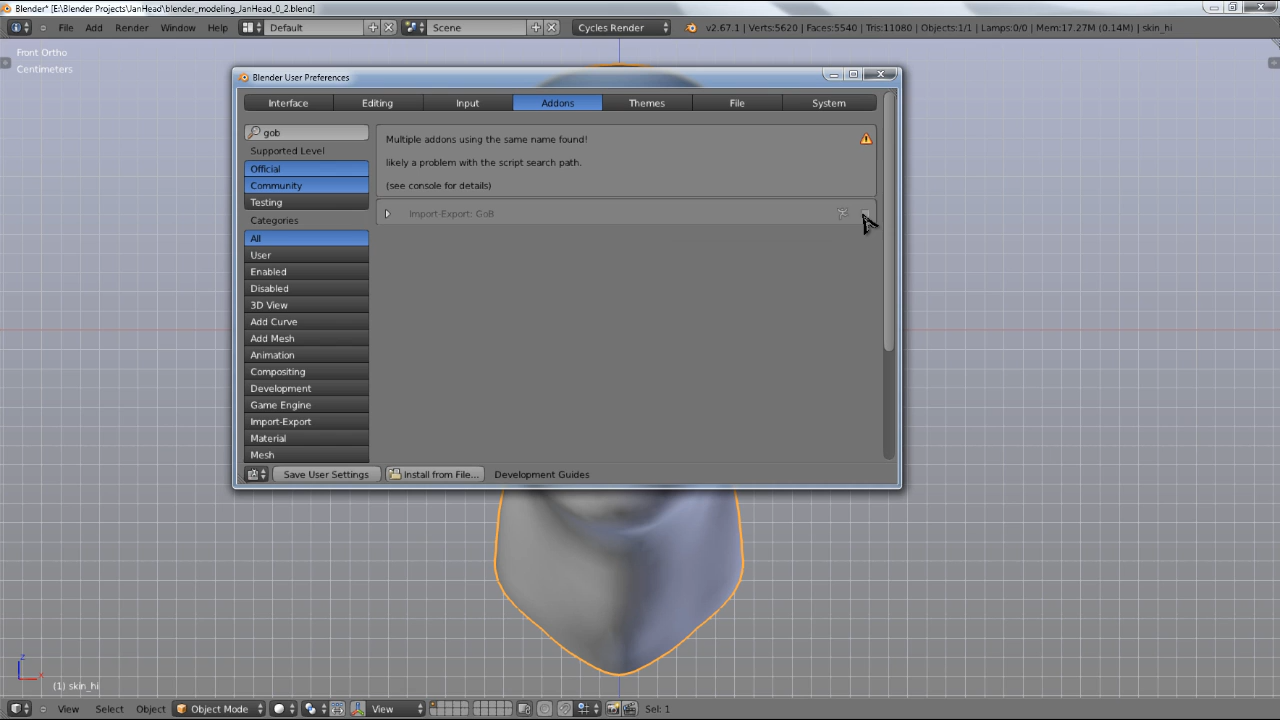 Blender* [E:\Blender Projects\JanHead\blender_modeling_JanHead_0_2.blend]
File Add Render Window Help Default Scene Cycles Render v2.67.1 | Verts:5620 | Faces:5540 | Tris:11080 | Objects:1/1 | Lamps:0/0 | Mem:17.27M (0.14M) | skin_hi
Front Ortho
Centimeters
Blender User Preferences
Interface Editing Input Addons Themes File System
gob
Supported Level
Official
Community
Testing
Categories
All
User
Enabled
Disabled
3D View
Add Curve
Add Mesh
Animation
Compositing
Development
Game Engine
Import-Export
Material
Mesh
Multiple addons using the same name found!
likely a problem with the script search path.
(see console for details)
Import-Export: GoB
Save User Settings Install from File... Development Guides
z
x
(1) skin_hi
View Select Object Object Mode View Sel: 1